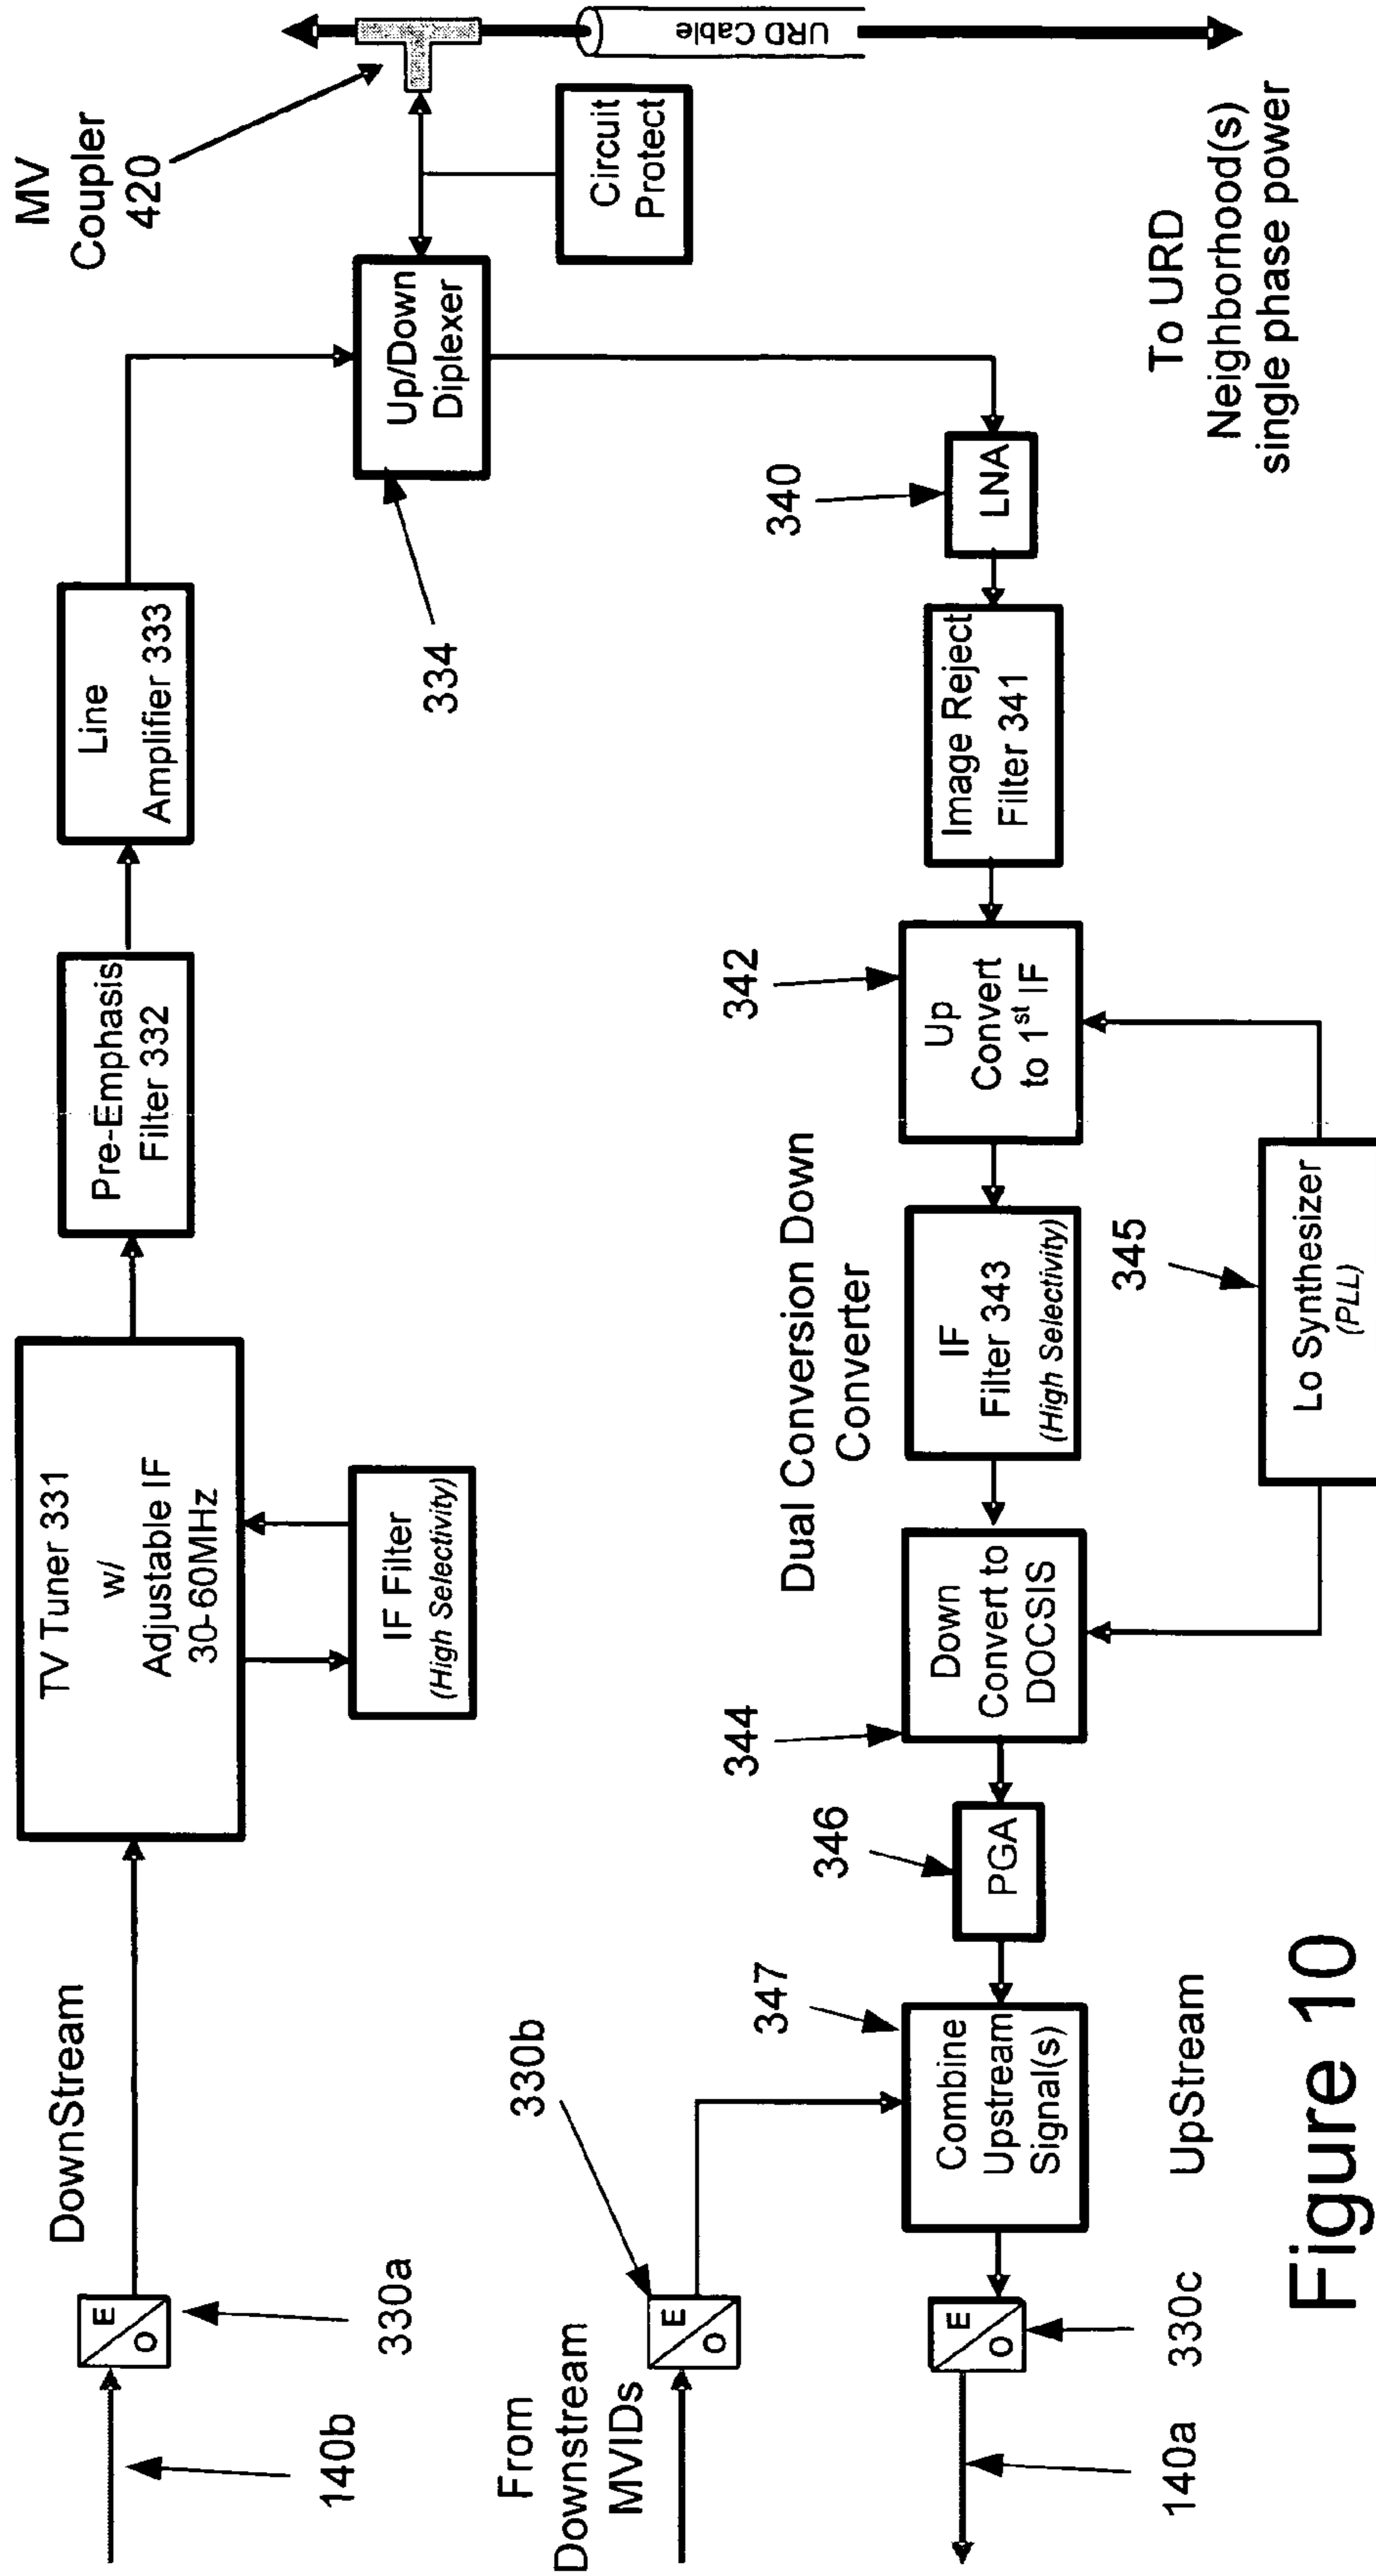 DownStream
140b
O
E
330a
TV Tuner 331
w/
Adjustable IF
30-60MHz
IF Filter
(High Selectivity)
Pre-Emphasis
Filter 332
Line
Amplifier 333
MV
Coupler
420
Up/Down
Diplexer
334
Circuit
Protect
URD Cable
To URD
Neighborhood(s)
single phase power
340
LNA
Image Reject
Filter 341
342
Up
Convert
to 1st IF
Dual Conversion Down
Converter
IF
Filter 343
(High Selectivity)
345
Lo Synthesizer
(PLL)
344
Down
Convert to
DOCSIS
346
PGA
347
Combine
Upstream
Signal(s)
From
Downstream
MVIDs
O
E
330b
O
E
330c
140a
UpStream
Figure 10